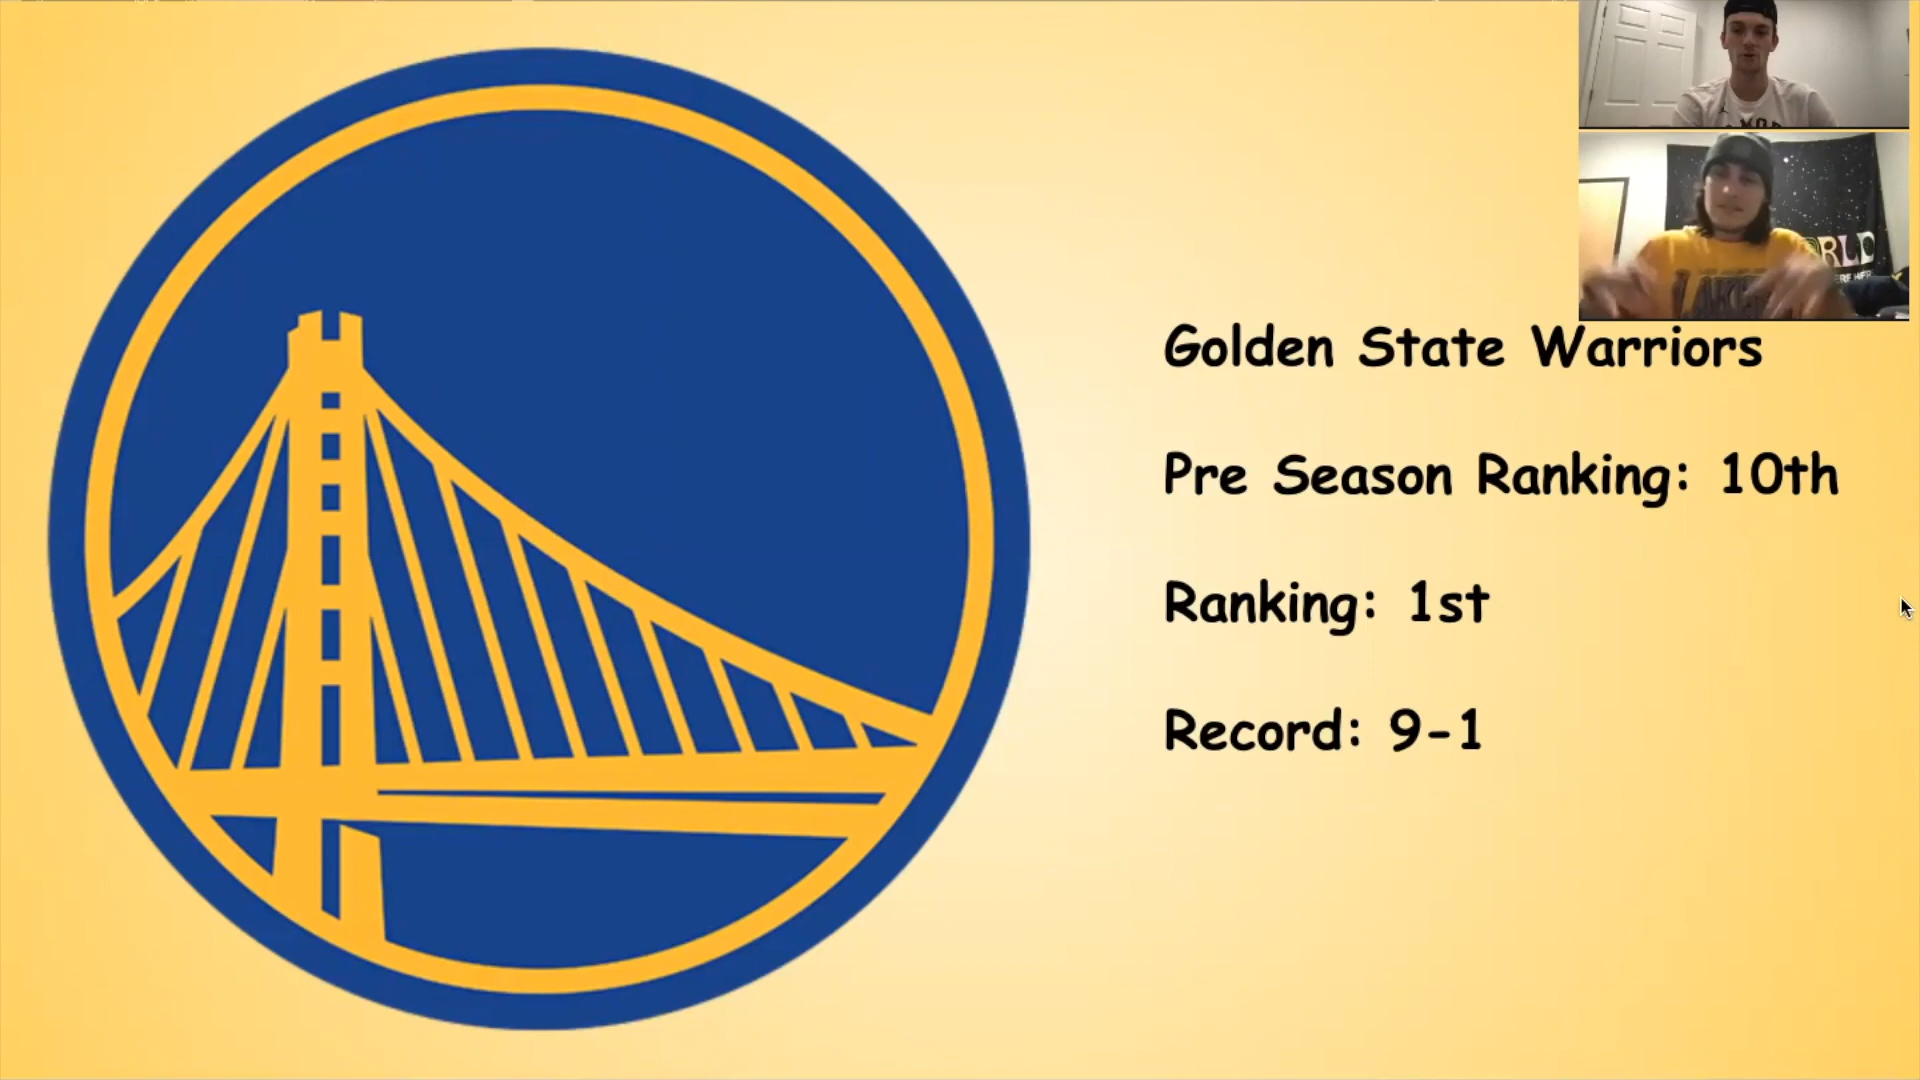 Golden State Warriors
Pre Season Ranking: 10th
Ranking: 1st
Record: 9-1